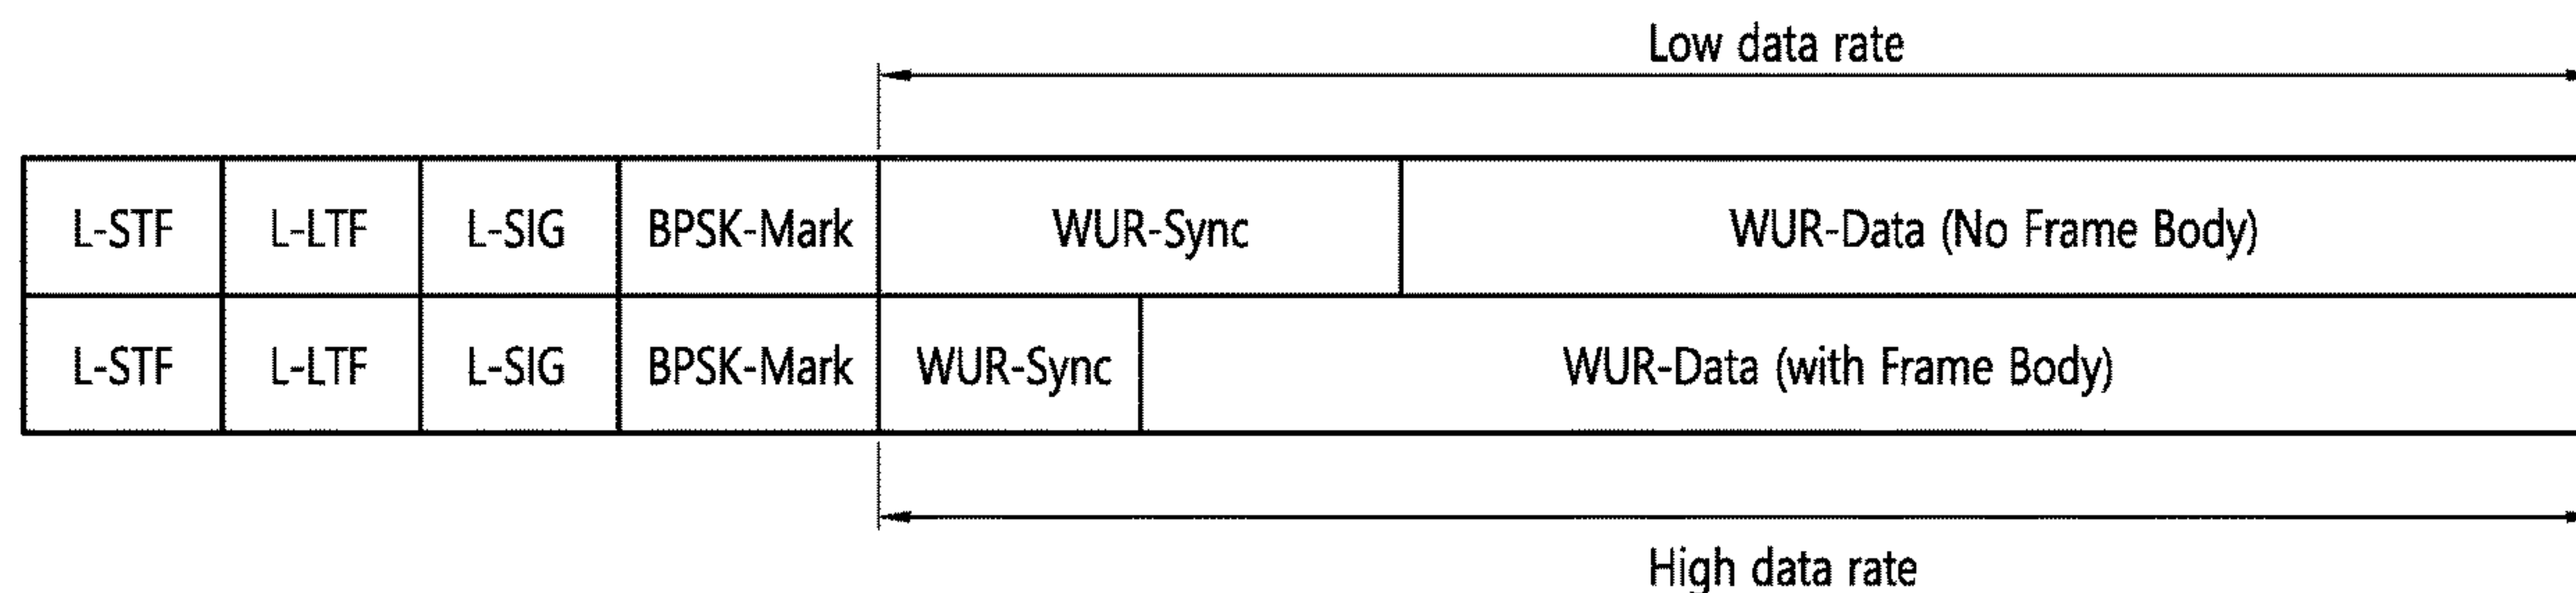 Low data rate
L-STF L-LTF L-SIG BPSK-Mark WUR-Sync WUR-Data (No Frame Body)
L-STF L-LTF L-SIG BPSK-Mark WUR-Sync WUR-Data (with Frame Body)
High data rate